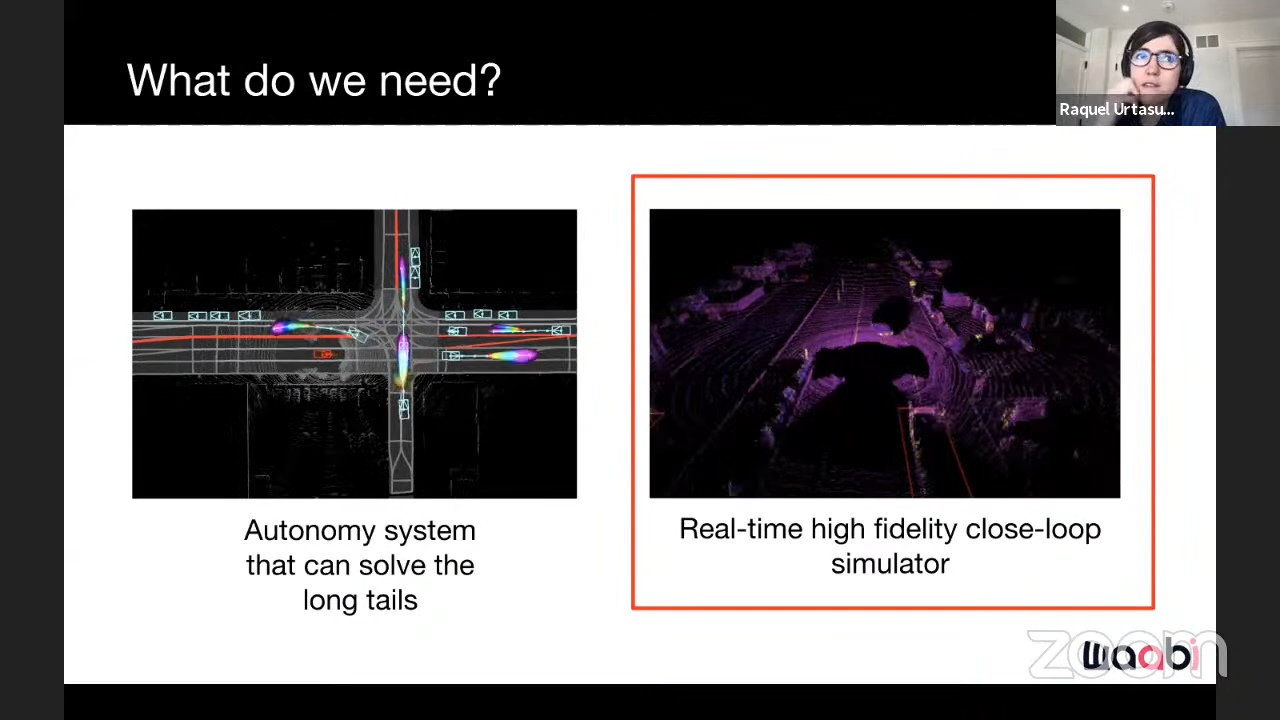 What do we need?
Raquel Urtasu...
Autonomy system
that can solve the
long tails
Real-time high fidelity close-loop
simulator
zoom
waabi